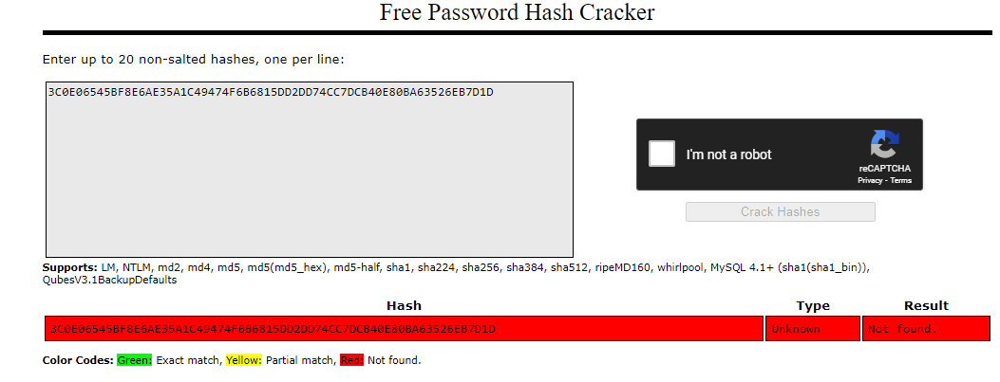 Free Password Hash Cracker
Enter up to 20 non-salted hashes, one per line:
3C0E06545BF8E6AE35A1C49474F6B6815DD2DD74CC7DCB40E80BA63526EB7D1D
I'm not a robot
reCAPTCHA
Privacy - Terms
Crack Hashes
Supports: LM, NTLM, md2, md4, md5, md5(md5_hex), md5-half, sha1, sha224, sha256, sha384, sha512, ripeMD160, whirlpool, MySQL 4.1+ (sha1(sha1_bin)),
QubesV3.1BackupDefaults
Hash Type Result
3C0E06545BF8E6AE35A1C49474F6B6815DD2DD74CC7DCB40E80BA63526EB7D1D Unknown Not found.
Color Codes: Green: Exact match, Yellow: Partial match, Red: Not found.